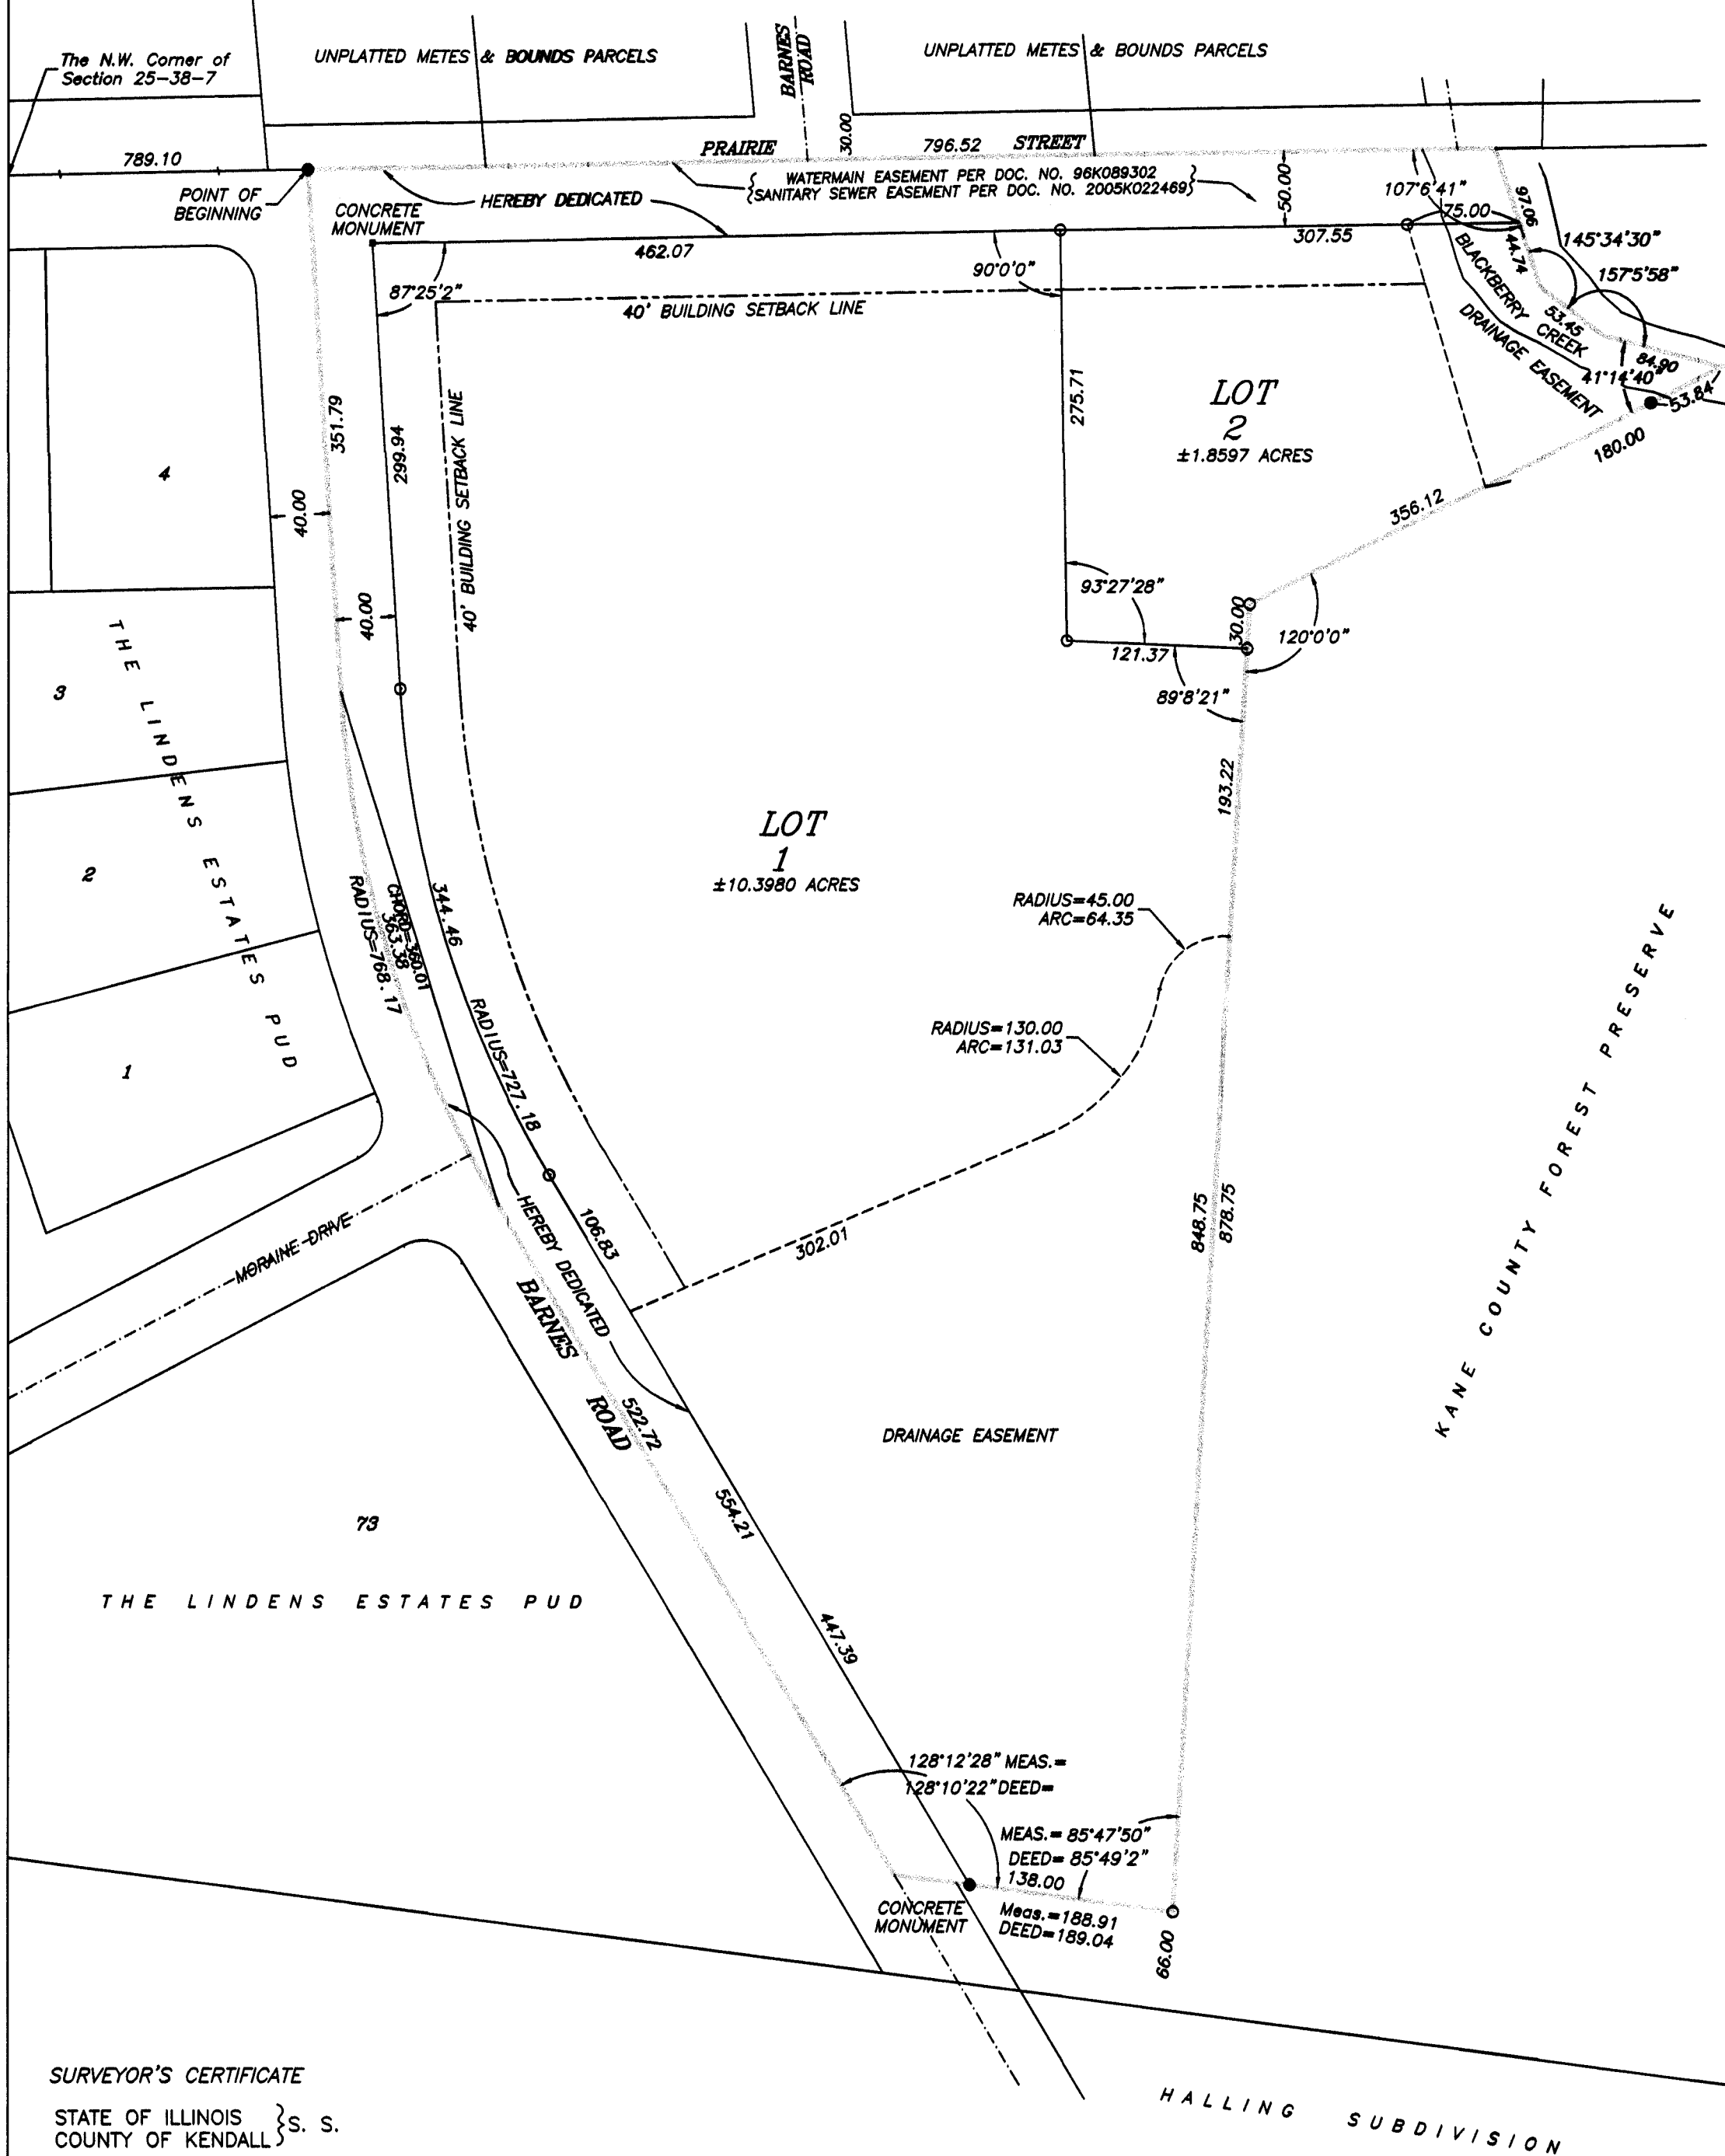 The N.W. Corner of
Section 25-38-7
UNPLATTED METES & BOUNDS PARCELS
BARNES
ROAD
UNPLATTED METES & BOUNDS PARCELS
789.10
PRAIRIE
30.00
796.52
STREET
POINT OF
BEGINNING
CONCRETE
MONUMENT
HEREBY DEDICATED
WATERMAIN EASEMENT PER DOC. NO. 96K089302
SANITARY SEWER EASEMENT PER DOC. NO. 2005K022469
50.00
107°6'41"
75.00
97.06
44.74
145°34'30"
157°5'58"
462.07
90°0'0"
307.55
87°25'2"
40' BUILDING SETBACK LINE
BLACKBERRY
CREEK
DRAINAGE EASEMENT
53.45
84.90
41°14'40"
53.84
180.00
351.79
299.94
40' BUILDING SETBACK LINE
275.71
LOT
2
±1.8597 ACRES
356.12
4
40.00
40.00
93°27'28"
30.00
120°0'0"
121.37
89°8'21"
3
THE LINDENS ESTATES PUD
193.22
2
LOT
1
±10.3980 ACRES
344.46
CHORD=360.01
363.38
RADIUS=768.17
RADIUS=45.00
ARC=64.35
RADIUS=727.18
RADIUS=130.00
ARC=131.03
1
KANE COUNTY FOREST PRESERVE
848.75
878.75
MORAINE DRIVE
HEREBY DEDICATED
106.83
302.01
BARNES
ROAD
522.72
DRAINAGE EASEMENT
554.21
73
THE LINDENS ESTATES PUD
447.39
128°12'28" MEAS.=
128°10'22" DEED=
MEAS.= 85°47'50"
DEED= 85°49'2"
138.00
CONCRETE
MONUMENT
Meas.=188.91
DEED=189.04
66.00
SURVEYOR'S CERTIFICATE
STATE OF ILLINOIS
COUNTY OF KENDALL
S. S.
HALLING SUBDIVISION